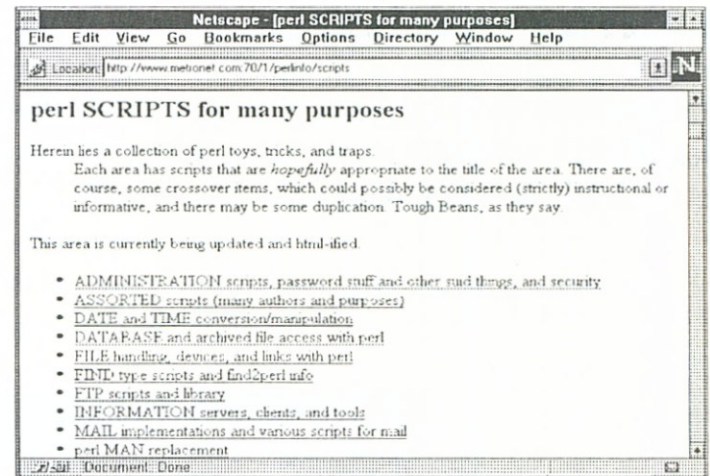 Netscape - [perl SCRIPTS for many purposes]
File Edit View Go Bookmarks Options Directory Window Help
Location: http://www.metronet.com:70/1/perlinfo/scripts
N
perl SCRIPTS for many purposes
Herein lies a collection of perl toys, tricks, and traps.
Each area has scripts that are hopefully appropriate to the title of the area. There are, of
course, some crossover items, which could possibly be considered (strictly) instructional or
informative, and there may be some duplication. Tough Beans, as they say.
This area is currently being updated and html-ified.
• ADMINISTRATION scripts, password stuff and other suid things, and security
• ASSORTED scripts (many authors and purposes)
• DATE and TIME conversion/manipulation
• DATABASE and archived file access with perl
• FILE handling, devices, and links with perl
• FIND type scripts and find2perl info
• FTP scripts and library
• INFORMATION servers, clients, and tools
• MAIL implementations and various scripts for mail
• perl MAN replacement
Document: Done